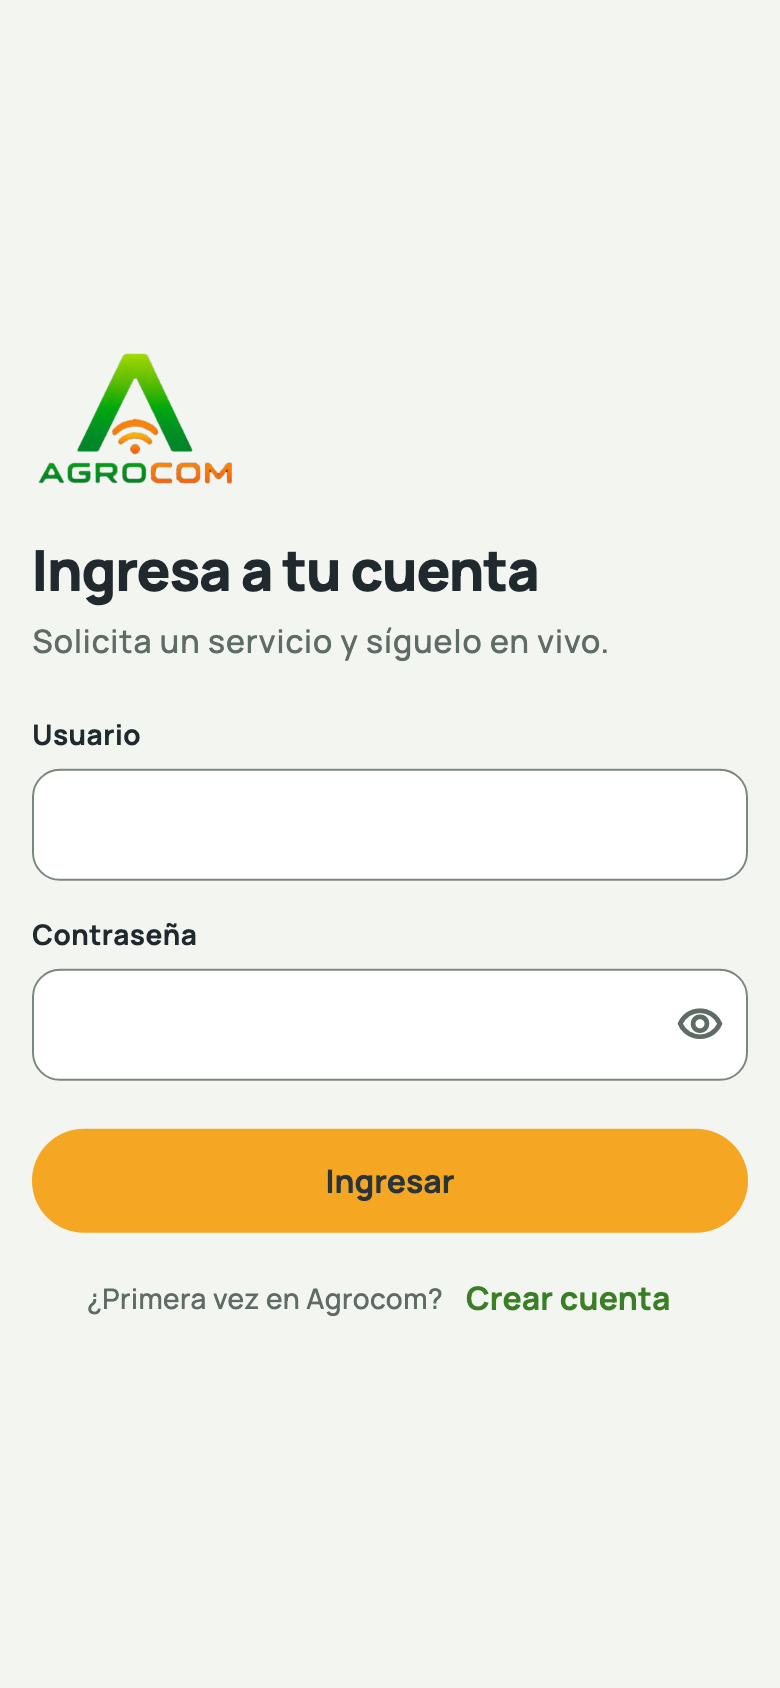 AGROCOM
Ingresa a tu cuenta
Solicita un servicio y síguelo en vivo.
Usuario
Contraseña
Ingresar
¿Primera vez en Agrocom? Crear cuenta